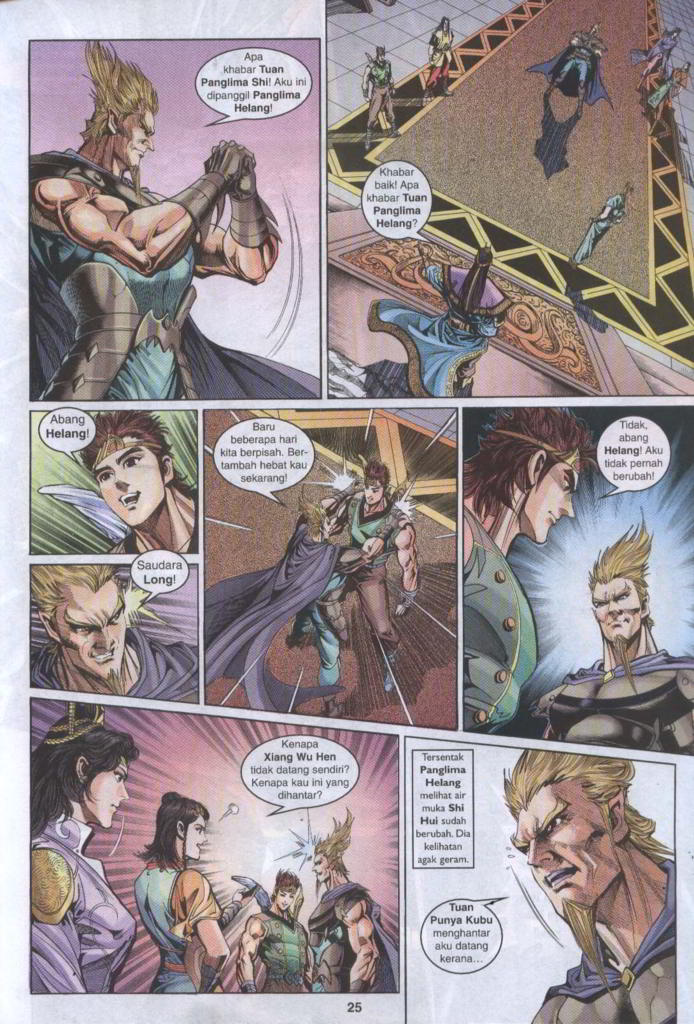 Apa
khabar Tuan
Panglima Shi! Aku ini
dipanggil Panglima
Helang!
Khabar
baik! Apa
khabar Tuan
Panglima
Helang?
Abang
Helang!
Saudara
Long!
Baru
beberapa hari
kita berpisah. Ber-
tambah hebat kau
sekarang!
Tidak,
abang
Helang! Aku
tidak pernah
berubah!
Kenapa
Xiang Wu Hen
tidak datang sendiri?
Kenapa kau ini yang
dihantar?
Tersentak
Panglima
Helang
melihat air
muka Shi
Hui sudah
berubah. Dia
kelihatan
agak geram.
Tuan
Punya Kubu
menghantar
aku datang
kerana...
25